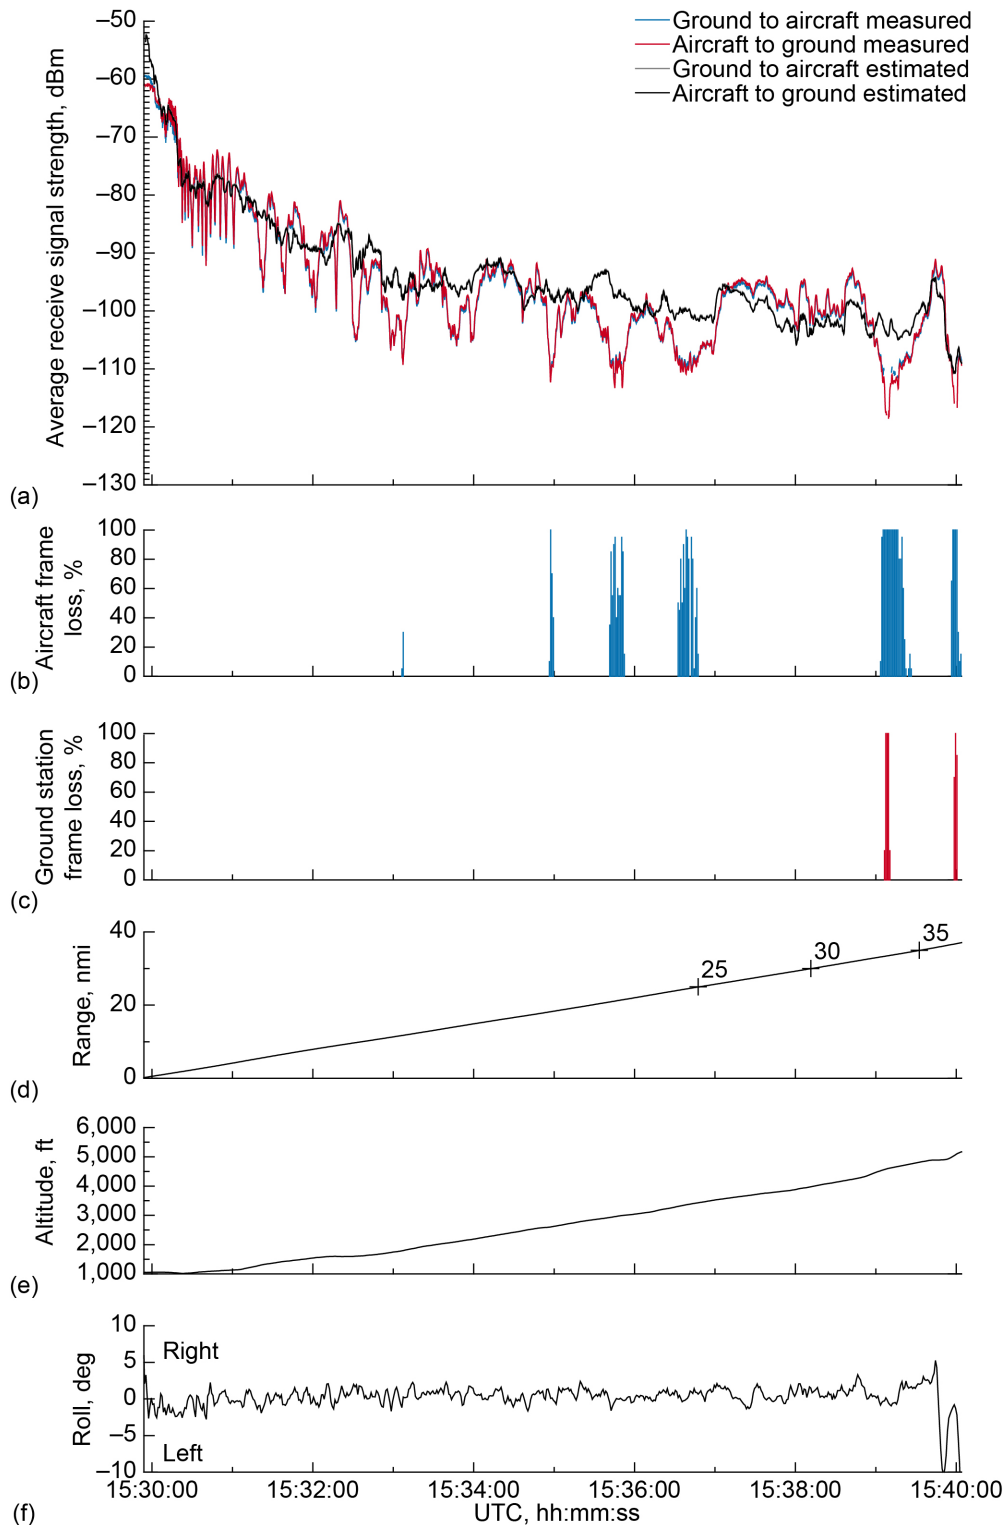 Ground to aircraft measured
Aircraft to ground measured
Ground to aircraft estimated
Aircraft to ground estimated
Average receive signal strength, dBm
–50
–60
–70
–80
–90
–100
–110
–120
–130
(a)
Aircraft frame
loss, %
100
80
60
40
20
0
(b)
Ground station
frame loss, %
100
80
60
40
20
0
(c)
Range, nmi
40
20
0
25
30
35
(d)
Altitude, ft
6,000
5,000
4,000
3,000
2,000
1,000
(e)
Roll, deg
10
5
0
–5
–10
Right
Left
15:30:00
15:32:00
15:34:00
15:36:00
15:38:00
15:40:00
UTC, hh:mm:ss
(f)